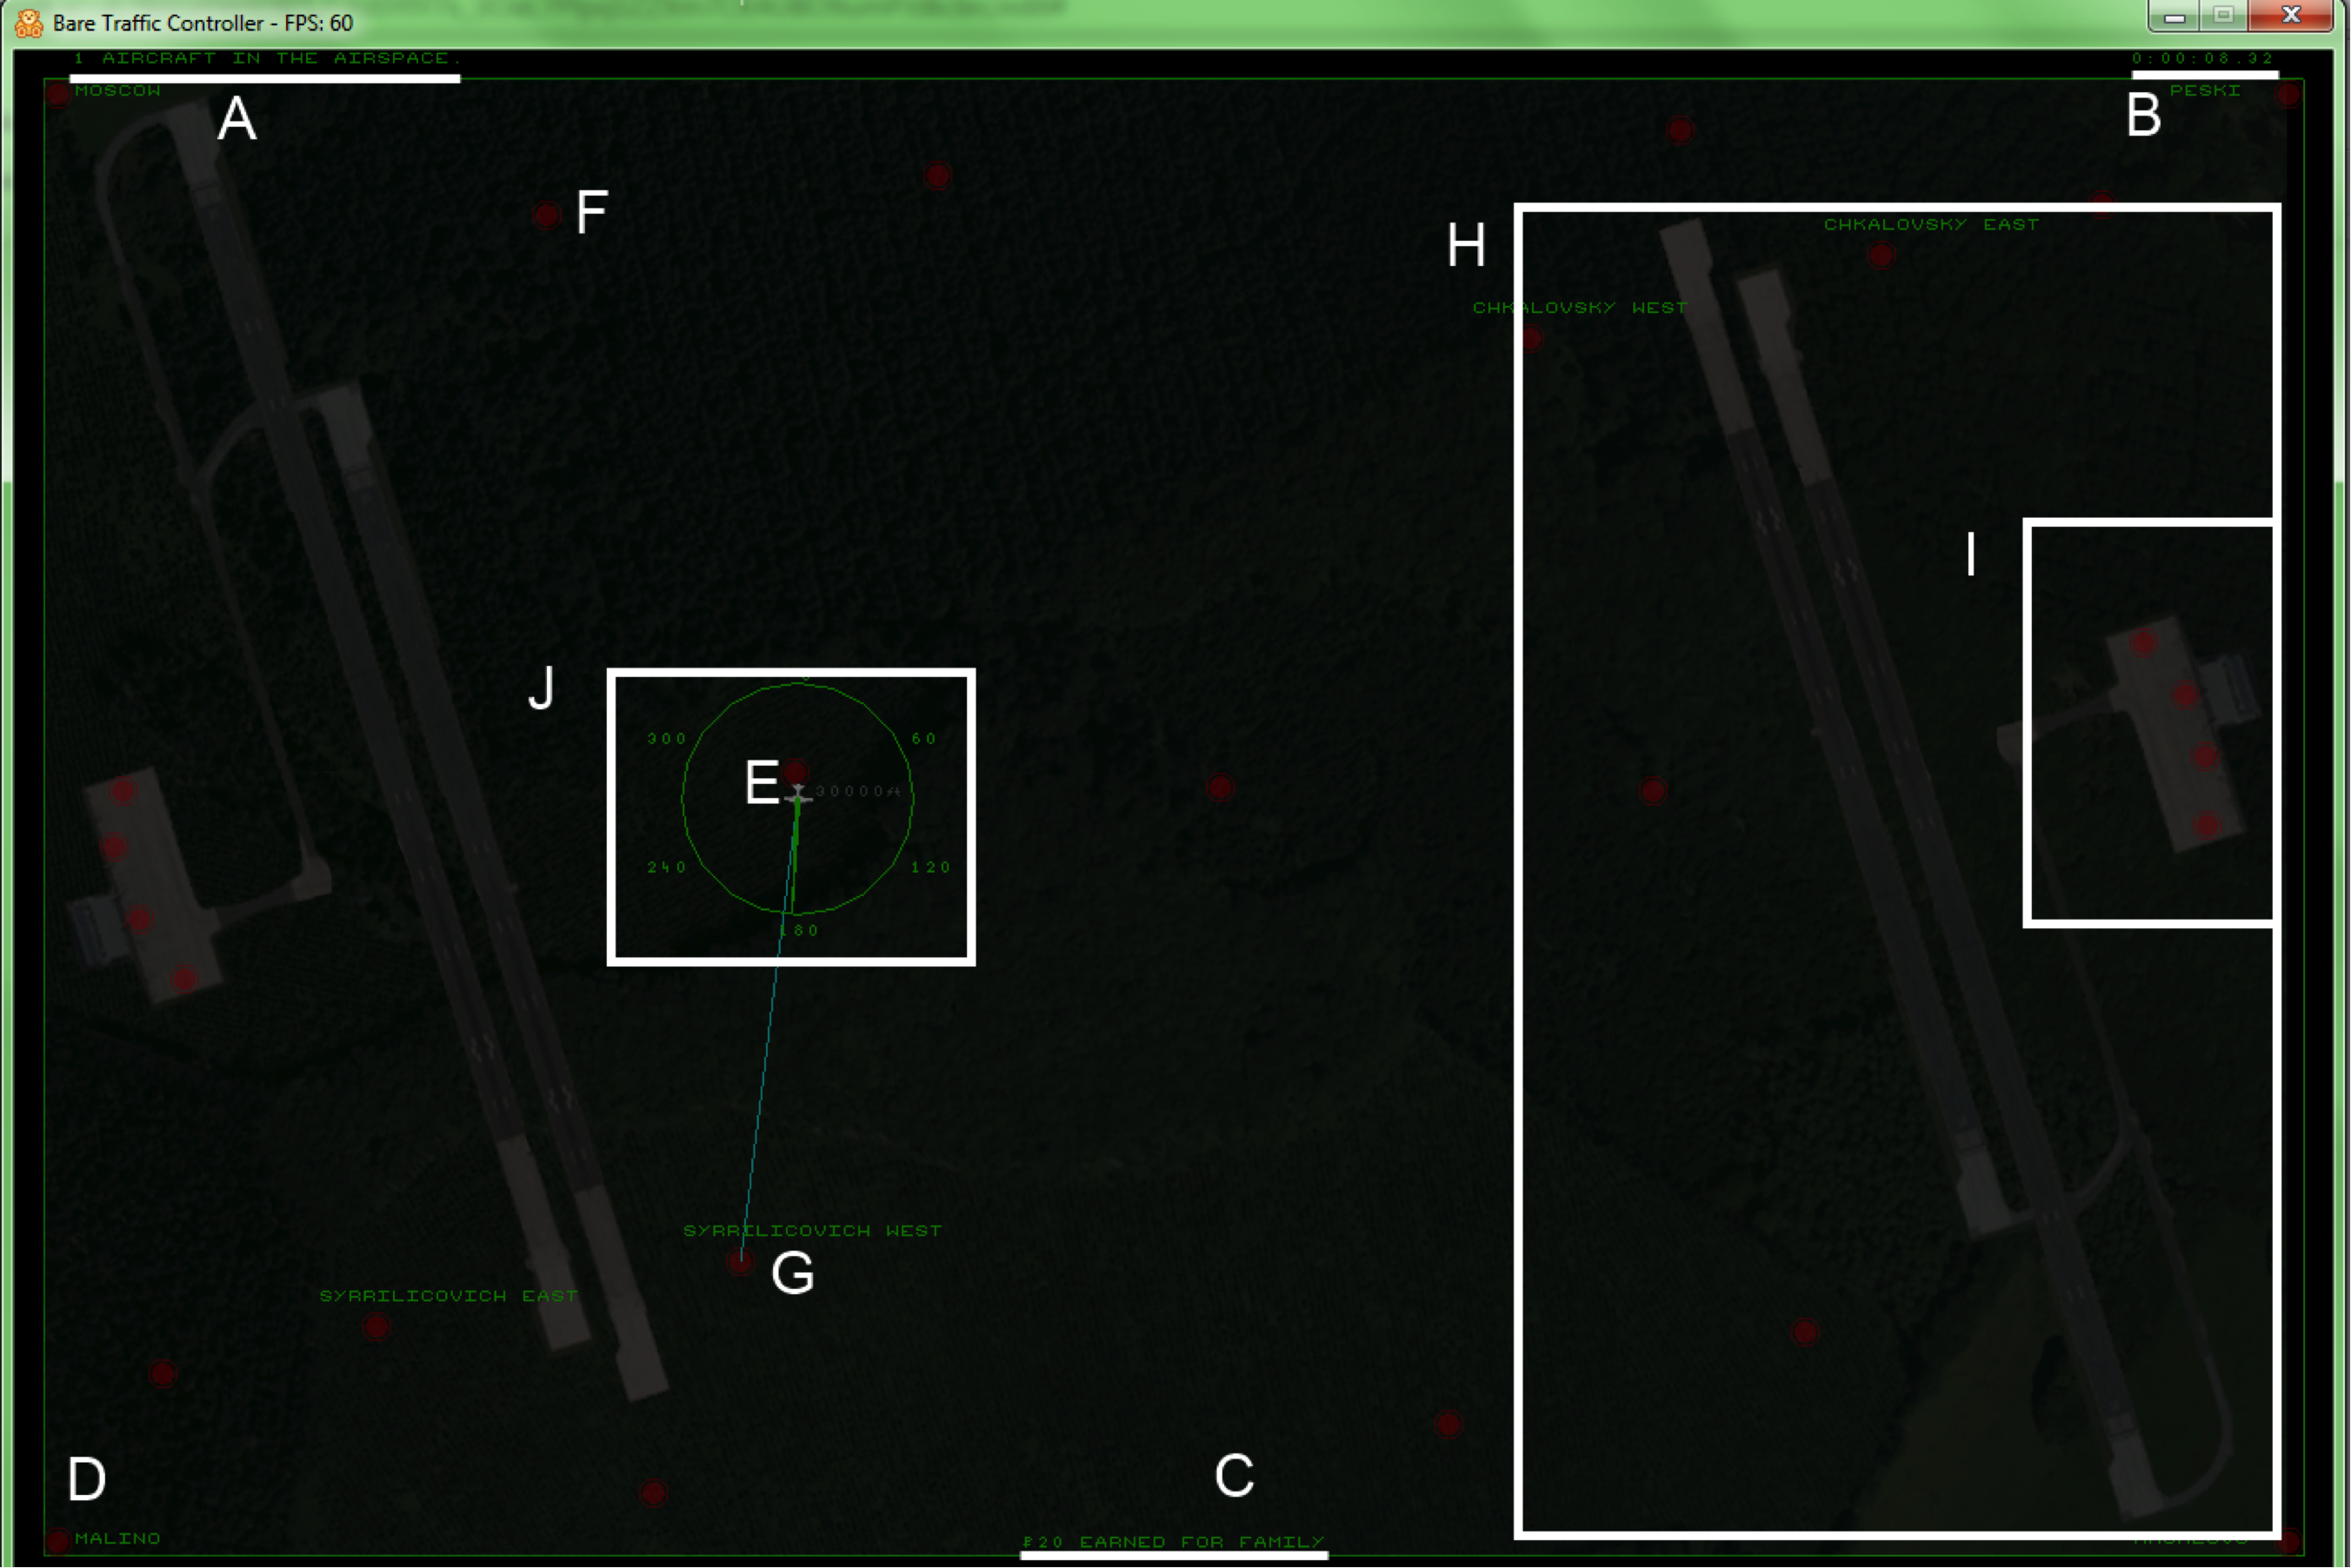 Bare Traffic Controller - FPS: 60
1 AIRCRAFT IN THE AIRSPACE.
0:00:08.32
MOSCOW
PESKI
A
B
F
CHKALOVSKY EAST
H
CHKALOVSKY WEST
I
J
300
60
E
30000ft
240
120
180
SYRRILICOVICH WEST
G
SYRRILICOVICH EAST
D
C
MALINO
20 EARNED FOR FAMILY